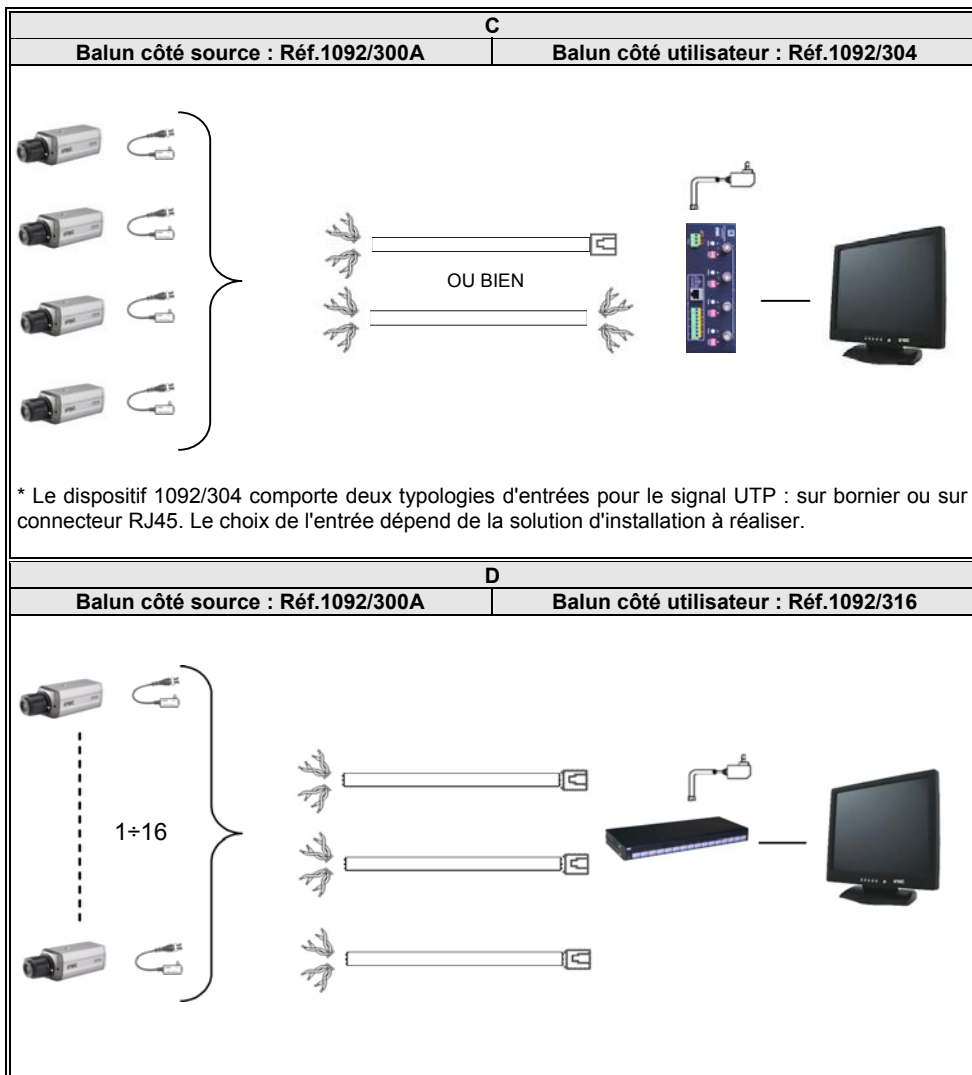 C
Balun côté source : Réf.1092/300A
Balun côté utilisateur : Réf.1092/304
OU BIEN
* Le dispositif 1092/304 comporte deux typologies d'entrées pour le signal UTP : sur bornier ou sur
connecteur RJ45. Le choix de l'entrée dépend de la solution d'installation à réaliser.
D
Balun côté source : Réf.1092/300A
Balun côté utilisateur : Réf.1092/316
1÷16